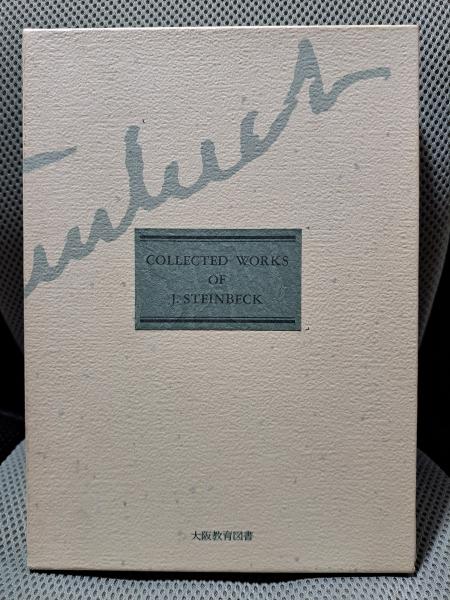 COLLECTED WORKS
OF
J. STEINBECK
大阪教育図書